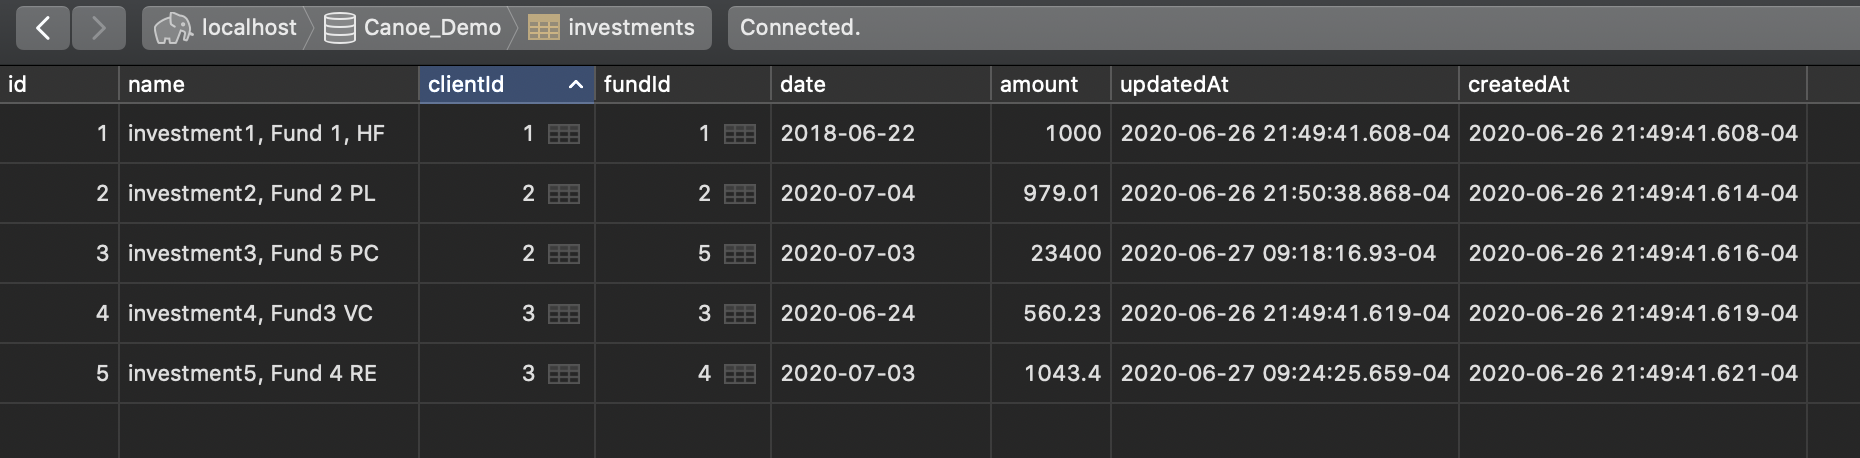 localhost Canoe_Demo investments Connected.
id name clientId fundId date amount updatedAt createdAt
1 investment1, Fund 1, HF 1 1 2018-06-22 1000 2020-06-26 21:49:41.608-04 2020-06-26 21:49:41.608-04
2 investment2, Fund 2 PL 2 2 2020-07-04 979.01 2020-06-26 21:50:38.868-04 2020-06-26 21:49:41.614-04
3 investment3, Fund 5 PC 2 5 2020-07-03 23400 2020-06-27 09:18:16.93-04 2020-06-26 21:49:41.616-04
4 investment4, Fund3 VC 3 3 2020-06-24 560.23 2020-06-26 21:49:41.619-04 2020-06-26 21:49:41.619-04
5 investment5, Fund 4 RE 3 4 2020-07-03 1043.4 2020-06-27 09:24:25.659-04 2020-06-26 21:49:41.621-04